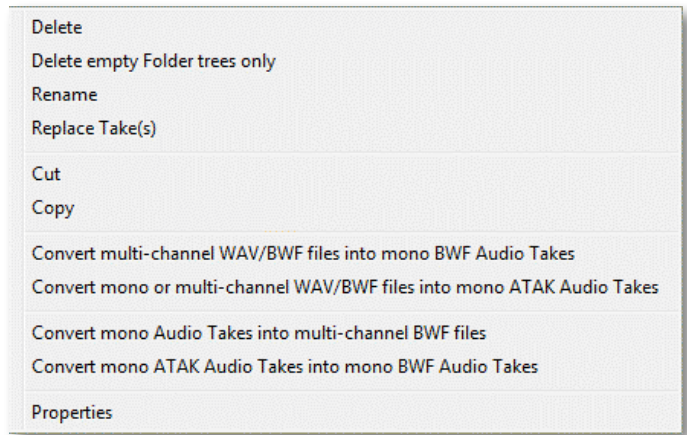 Delete
Delete empty Folder trees only
Rename
Replace Take(s)
Cut
Copy
Convert multi-channel WAV/BWF files into mono BWF Audio Takes
Convert mono or multi-channel WAV/BWF files into mono ATAK Audio Takes
Convert mono Audio Takes into multi-channel BWF files
Convert mono ATAK Audio Takes into mono BWF Audio Takes
Properties